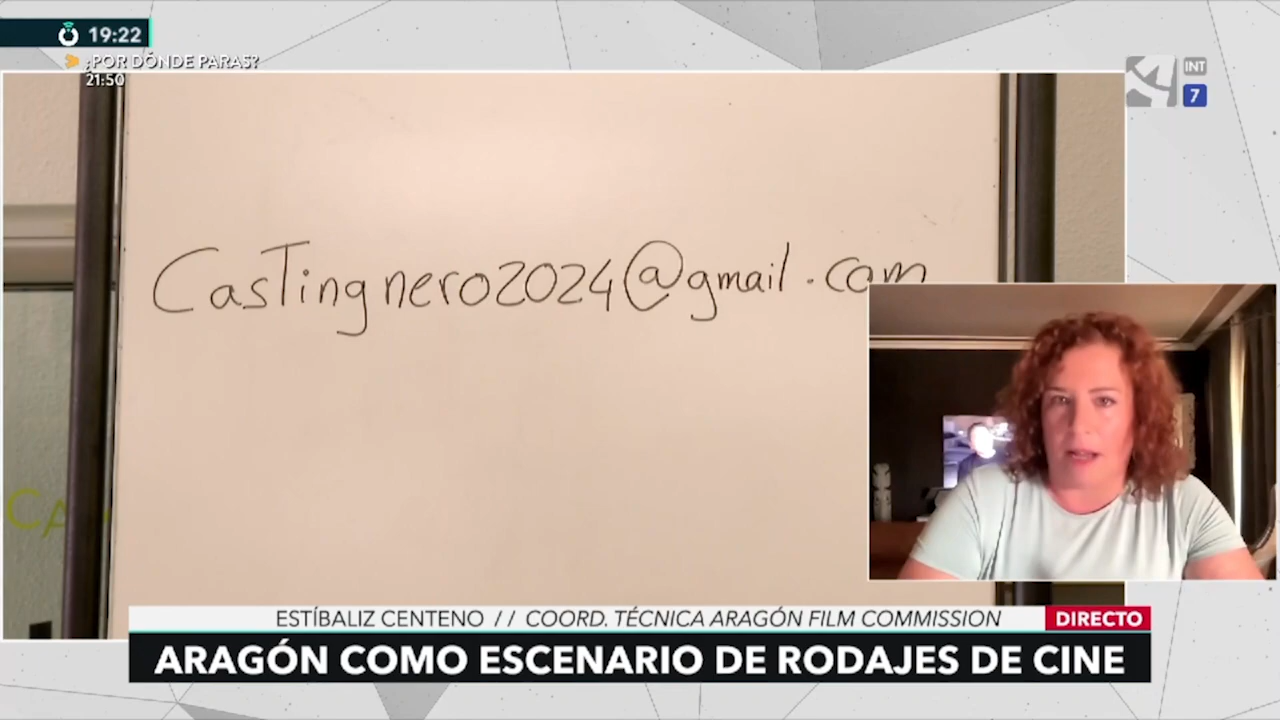 19:22
¿POR DÓNDE PARAS?
21:50
INT
7
CasTingnero2024@gmail.com
CA
ESTÍBALIZ CENTENO // COORD. TÉCNICA ARAGÓN FILM COMMISSION
DIRECTO
ARAGÓN COMO ESCENARIO DE RODAJES DE CINE